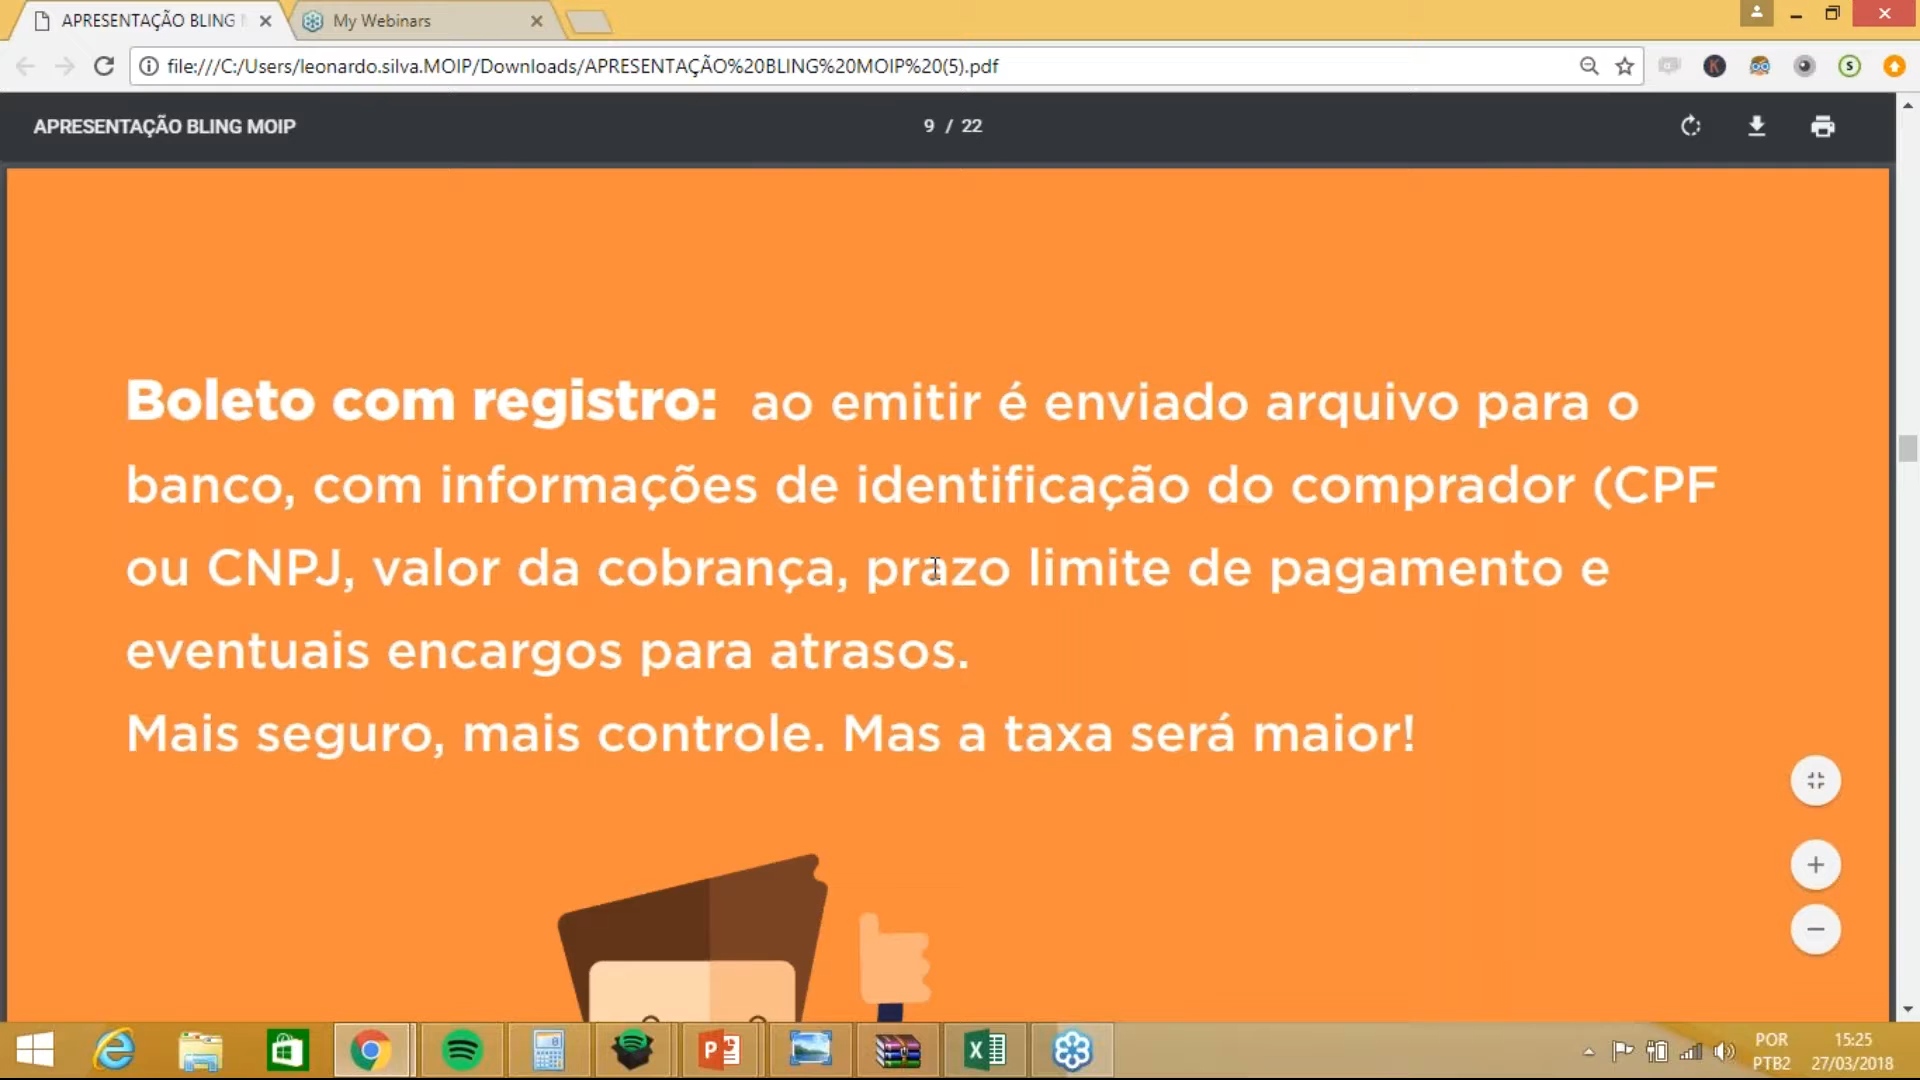 APRESENTAÇÃO BLING
My Webinars
file:///C:/Users/leonardo.silva.MOIP/Downloads/APRESENTAÇÃO%20BLING%20MOIP%20(5).pdf
APRESENTAÇÃO BLING MOIP
9 / 22
Boleto com registro: ao emitir é enviado arquivo para o
banco, com informações de identificação do comprador (CPF
ou CNPJ, valor da cobrança, prazo limite de pagamento e
eventuais encargos para atrasos.
Mais seguro, mais controle. Mas a taxa será maior!
POR
PTB2
15:25
27/03/2018